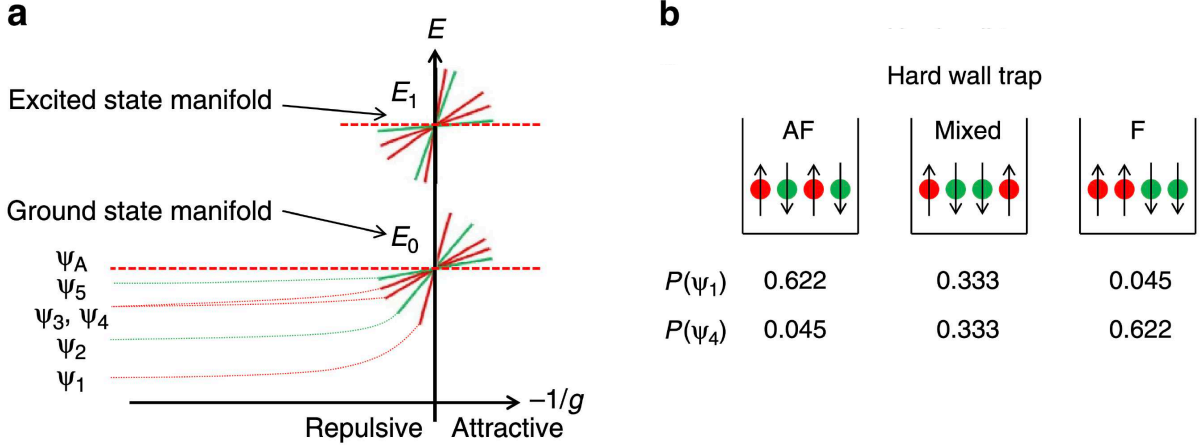 a
E
Excited state manifold
E₁
Ground state manifold
E₀
ψA
ψ5
ψ3, ψ4
ψ2
ψ1
–1/g
Repulsive Attractive
b
Hard wall trap
AF Mixed F
P(ψ1) 0.622 0.333 0.045
P(ψ4) 0.045 0.333 0.622